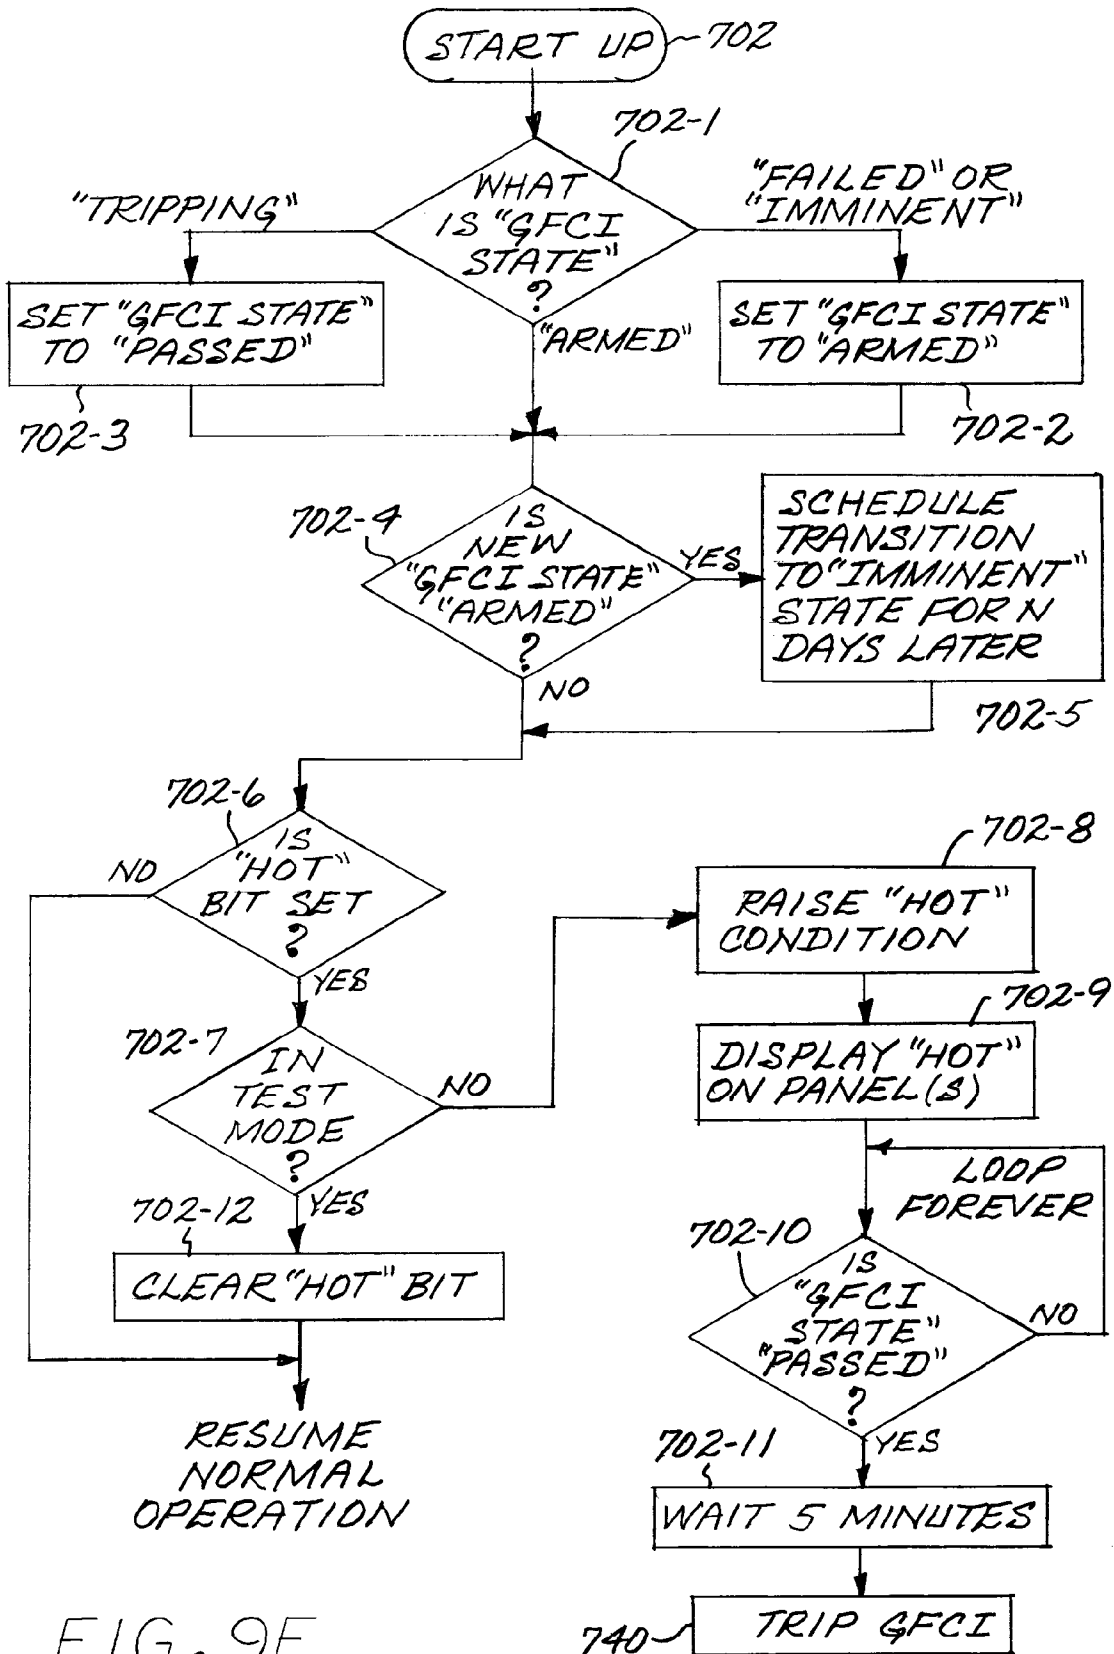 START UP
702
702-1
WHAT
IS "GFCI
STATE"
?
"TRIPPING"
"FAILED" OR
"IMMINENT"
"ARMED"
SET "GFCI STATE"
TO "PASSED"
702-3
SET "GFCI STATE"
TO "ARMED"
702-2
702-4
IS
NEW
"GFCI STATE"
"ARMED"
?
YES
NO
SCHEDULE
TRANSITION
TO "IMMINENT"
STATE FOR N
DAYS LATER
702-5
702-6
IS
"HOT"
BIT SET
?
NO
YES
702-7
IN
TEST
MODE
?
NO
YES
702-8
RAISE "HOT"
CONDITION
702-9
DISPLAY "HOT"
ON PANEL(S)
LOOP
FOREVER
702-10
IS
"GFCI
STATE"
"PASSED"
?
NO
YES
702-12
CLEAR "HOT" BIT
RESUME
NORMAL
OPERATION
702-11
WAIT 5 MINUTES
740
TRIP GFCI